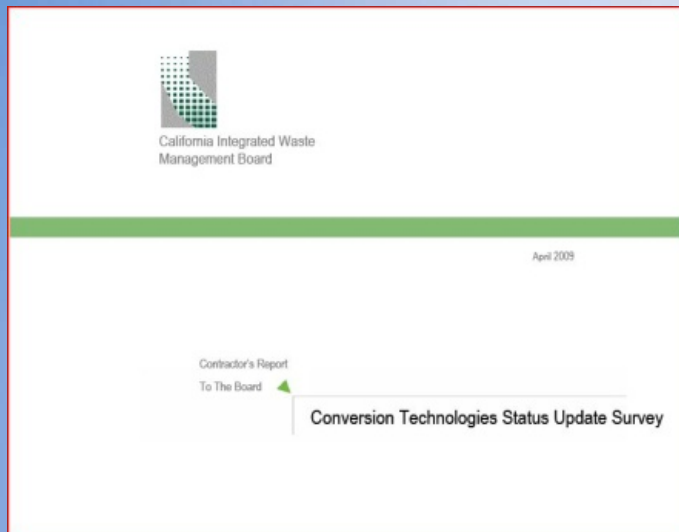 California Integrated Waste
Management Board
April 2009
Contractor's Report
To The Board
Conversion Technologies Status Update Survey